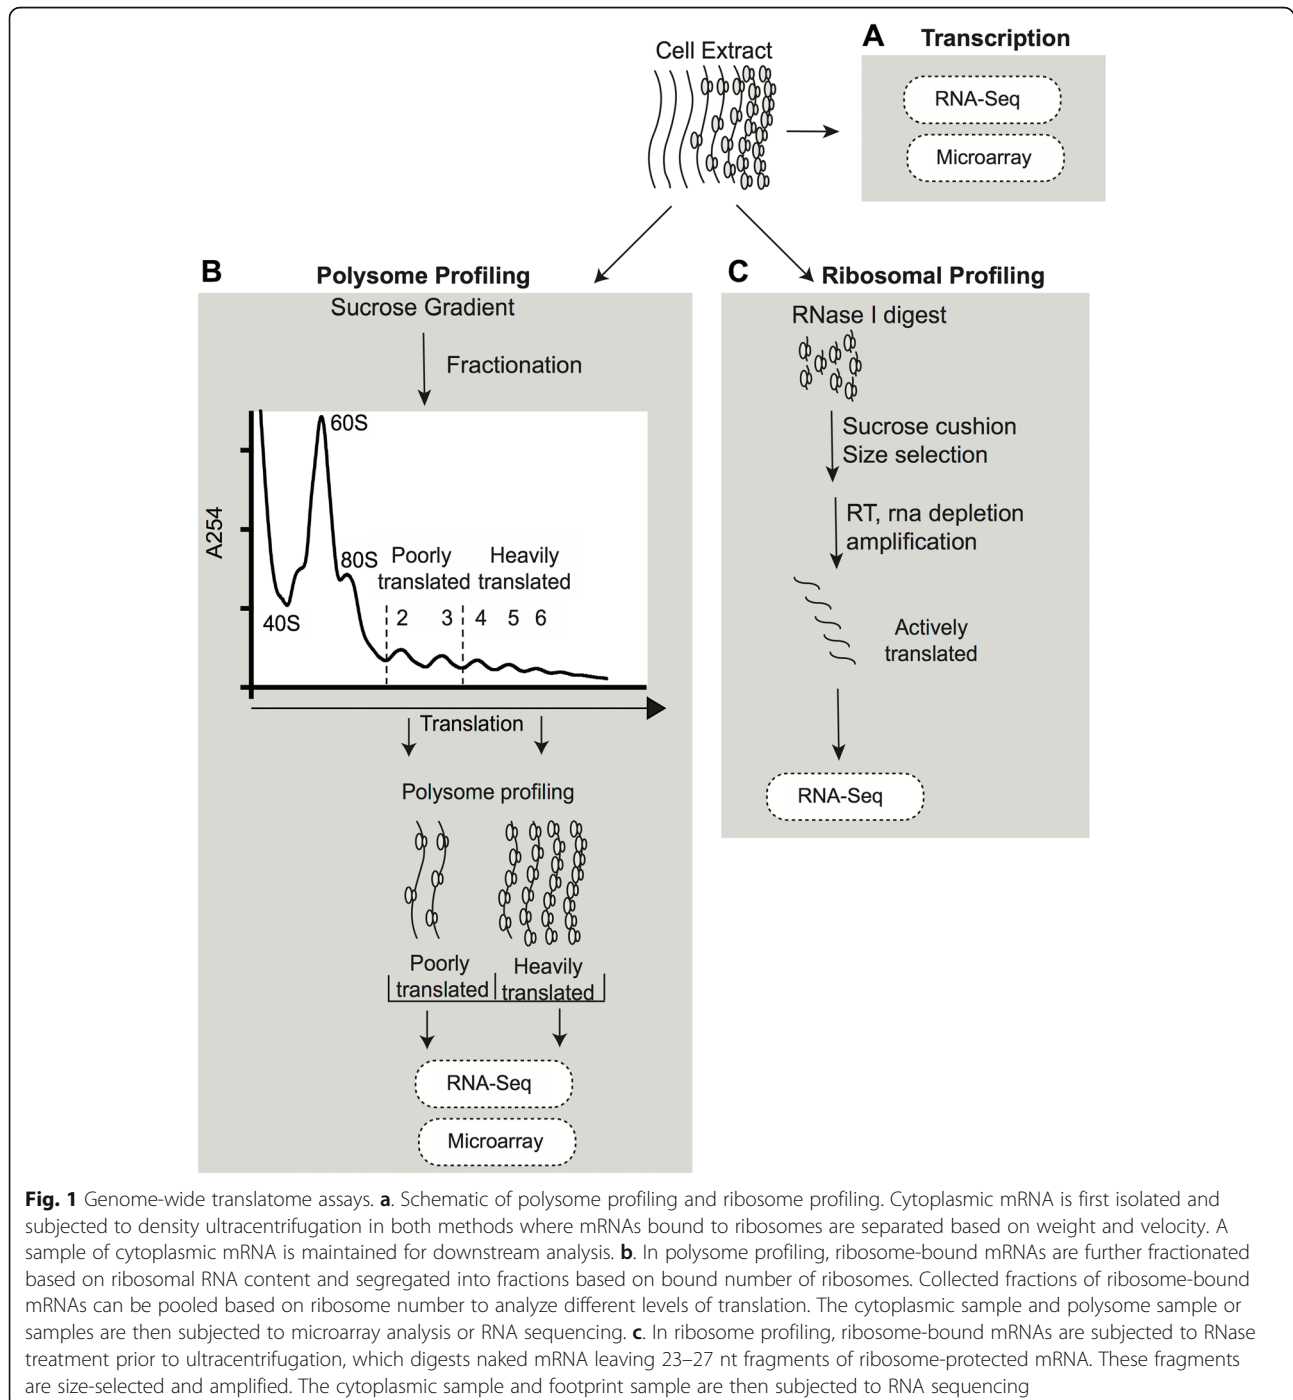 Cell Extract
A Transcription
RNA-Seq
Microarray
B Polysome Profiling
Sucrose Gradient
Fractionation
60S
A254
80S
40S
Poorly
translated
Heavily
translated
2 3 4 5 6
Translation
Polysome profiling
Poorly
translated
Heavily
translated
RNA-Seq
Microarray
C Ribosomal Profiling
RNase I digest
Sucrose cushion
Size selection
RT, rna depletion
amplification
Actively
translated
RNA-Seq
Fig. 1 Genome-wide translatome assays. a. Schematic of polysome profiling and ribosome profiling. Cytoplasmic mRNA is first isolated and
subjected to density ultracentrifugation in both methods where mRNAs bound to ribosomes are separated based on weight and velocity. A
sample of cytoplasmic mRNA is maintained for downstream analysis. b. In polysome profiling, ribosome-bound mRNAs are further fractionated
based on ribosomal RNA content and segregated into fractions based on bound number of ribosomes. Collected fractions of ribosome-bound
mRNAs can be pooled based on ribosome number to analyze different levels of translation. The cytoplasmic sample and polysome sample or
samples are then subjected to microarray analysis or RNA sequencing. c. In ribosome profiling, ribosome-bound mRNAs are subjected to RNase
treatment prior to ultracentrifugation, which digests naked mRNA leaving 23–27 nt fragments of ribosome-protected mRNA. These fragments
are size-selected and amplified. The cytoplasmic sample and footprint sample are then subjected to RNA sequencing